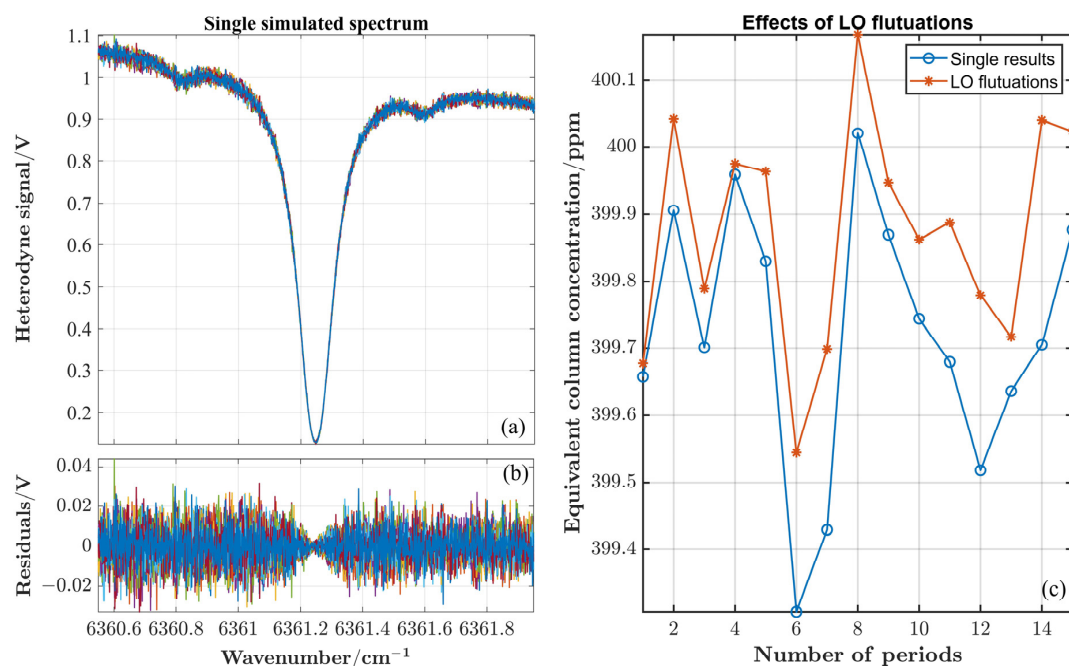 Single simulated spectrum
1.1
1
0.9
0.8
0.7
0.6
0.5
0.4
0.3
0.2
Heterodyne signal/V
(a)
0.04
0.02
0
−0.02
Residuals/V
(b)
6360.6 6360.8 6361 6361.2 6361.4 6361.6 6361.8
Wavenumber/cm⁻¹
Effects of LO flutuations
Single results
LO flutuations
400.1
400
399.9
399.8
399.7
399.6
399.5
399.4
Equivalent column concentration/ppm
(c)
2 4 6 8 10 12 14
Number of periods